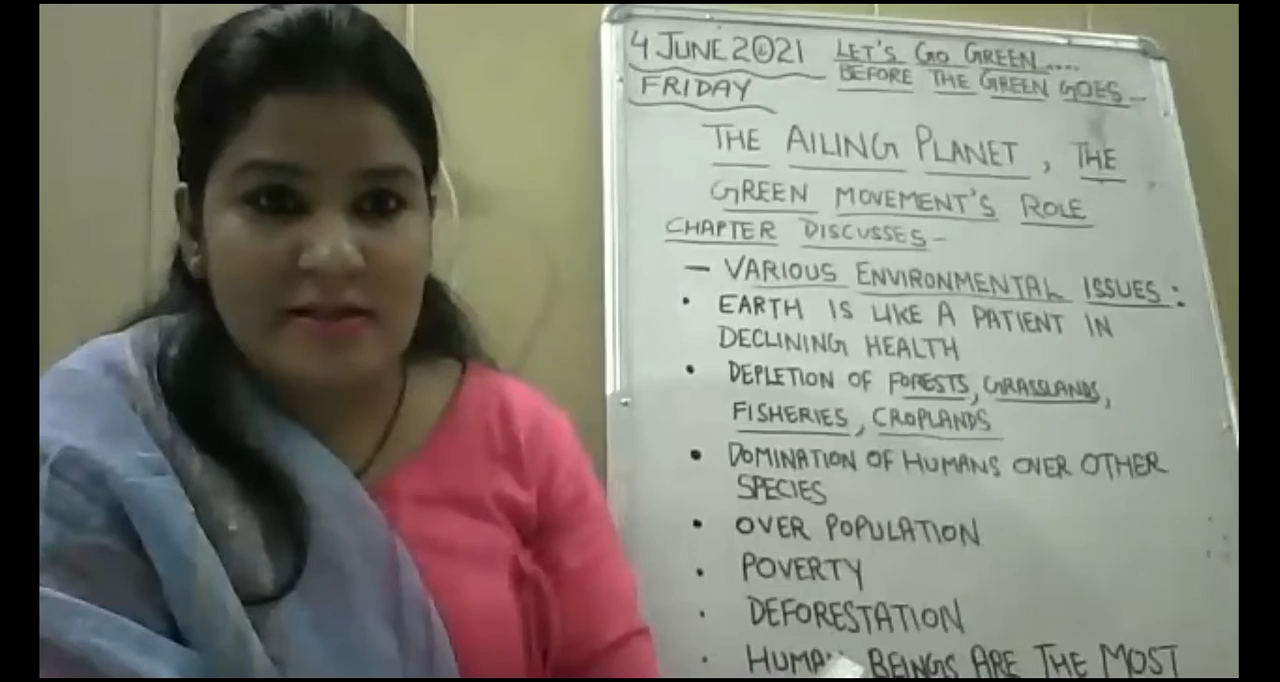 4 JUNE 2021 LET'S GO GREEN....
FRIDAY BEFORE THE GREEN GOES -
THE AILING PLANET, THE
GREEN MOVEMENT'S ROLE
CHAPTER DISCUSSES -
- VARIOUS ENVIRONMENTAL ISSUES:
• EARTH IS LIKE A PATIENT IN
DECLINING HEALTH
• DEPLETION OF FORESTS, GRASSLANDS,
FISHERIES, CROPLANDS
• DOMINATION OF HUMANS OVER OTHER
SPECIES
• OVER POPULATION
• POVERTY
• DEFORESTATION
• HUMAN BEINGS ARE THE MOST